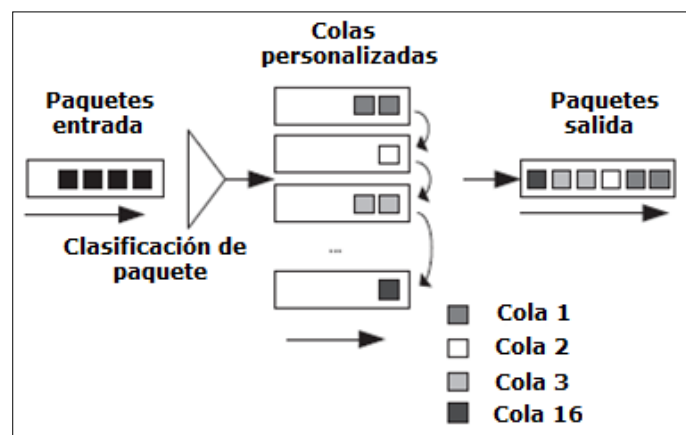 Colas
personalizadas
Paquetes
entrada
Paquetes
salida
Clasificación de
paquete
...
Cola 1
Cola 2
Cola 3
Cola 16